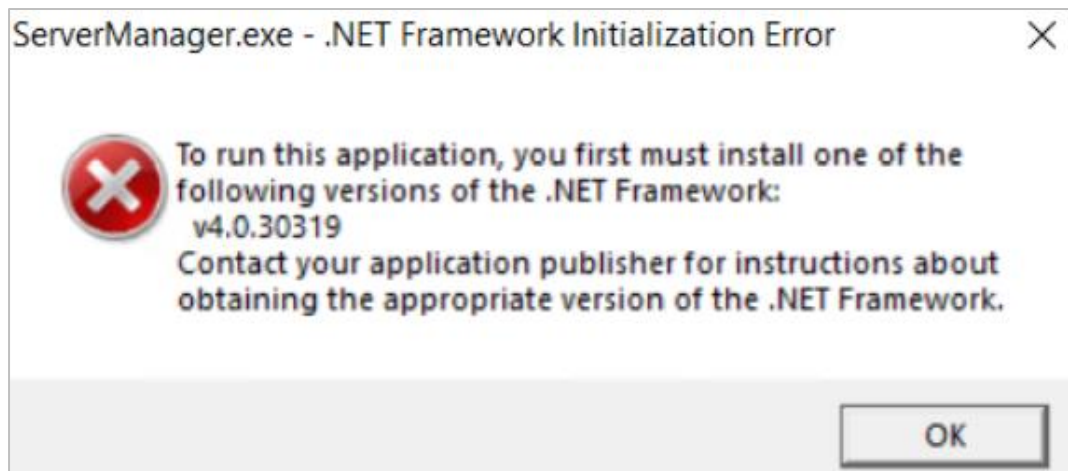 ServerManager.exe - .NET Framework Initialization Error
To run this application, you first must install one of the
following versions of the .NET Framework:
v4.0.30319
Contact your application publisher for instructions about
obtaining the appropriate version of the .NET Framework.
OK